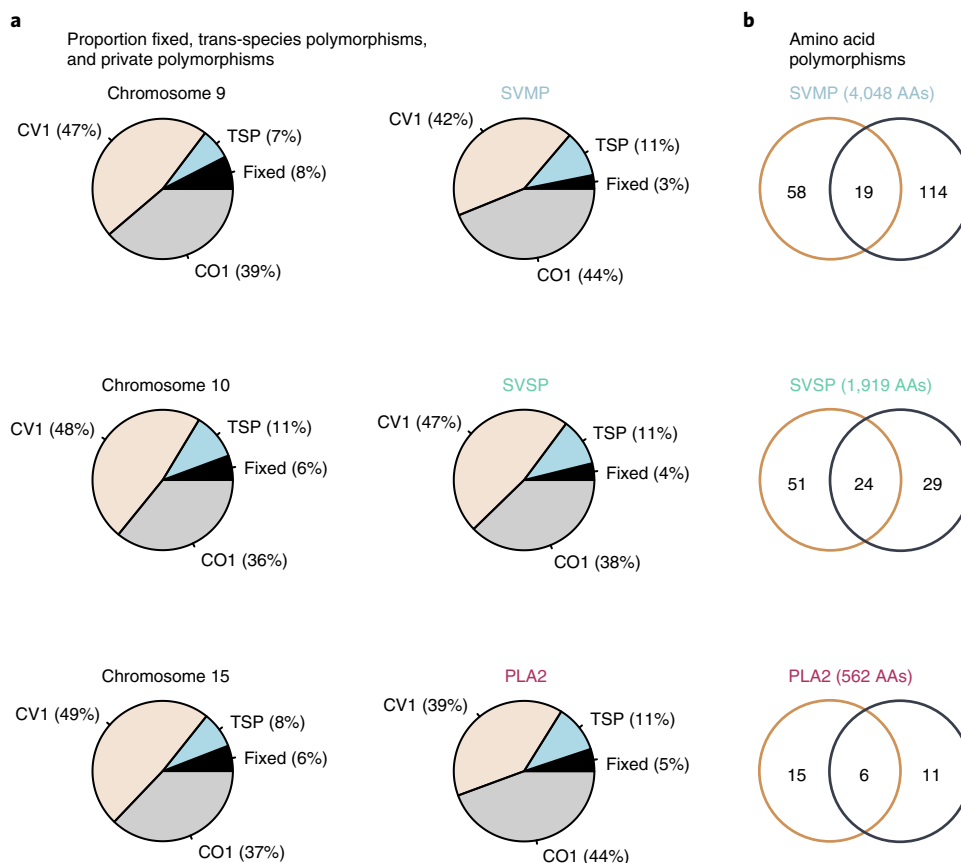 a
Proportion fixed, trans-species polymorphisms,
and private polymorphisms
Chromosome 9
CV1 (47%)
TSP (7%)
Fixed (8%)
CO1 (39%)
SVMP
CV1 (42%)
TSP (11%)
Fixed (3%)
CO1 (44%)
Chromosome 10
CV1 (48%)
TSP (11%)
Fixed (6%)
CO1 (36%)
SVSP
CV1 (47%)
TSP (11%)
Fixed (4%)
CO1 (38%)
Chromosome 15
CV1 (49%)
TSP (8%)
Fixed (6%)
CO1 (37%)
PLA2
CV1 (39%)
TSP (11%)
Fixed (5%)
CO1 (44%)
b
Amino acid
polymorphisms
SVMP (4,048 AAs)
58 19 114
SVSP (1,919 AAs)
51 24 29
PLA2 (562 AAs)
15 6 11